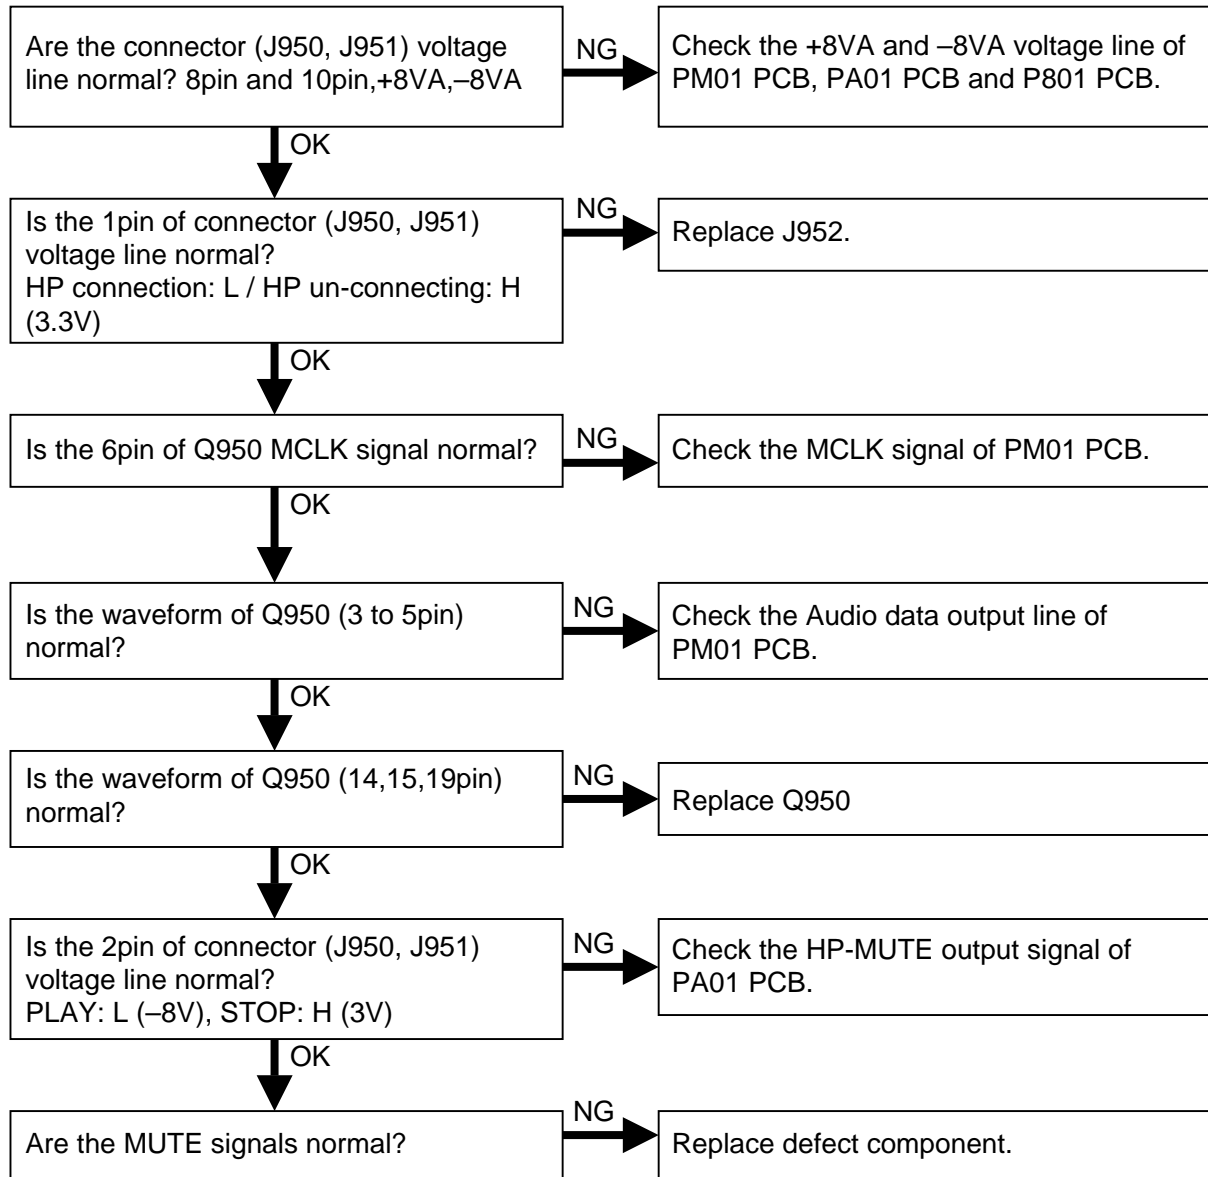 Are the connector (J950, J951) voltage
line normal? 8pin and 10pin,+8VA,–8VA
NG
Check the +8VA and –8VA voltage line of
PM01 PCB, PA01 PCB and P801 PCB.
OK
Is the 1pin of connector (J950, J951)
voltage line normal?
HP connection: L / HP un-connecting: H
(3.3V)
NG
Replace J952.
OK
Is the 6pin of Q950 MCLK signal normal?
NG
Check the MCLK signal of PM01 PCB.
OK
Is the waveform of Q950 (3 to 5pin)
normal?
NG
Check the Audio data output line of
PM01 PCB.
OK
Is the waveform of Q950 (14,15,19pin)
normal?
NG
Replace Q950
OK
Is the 2pin of connector (J950, J951)
voltage line normal?
PLAY: L (–8V), STOP: H (3V)
NG
Check the HP-MUTE output signal of
PA01 PCB.
OK
Are the MUTE signals normal?
NG
Replace defect component.